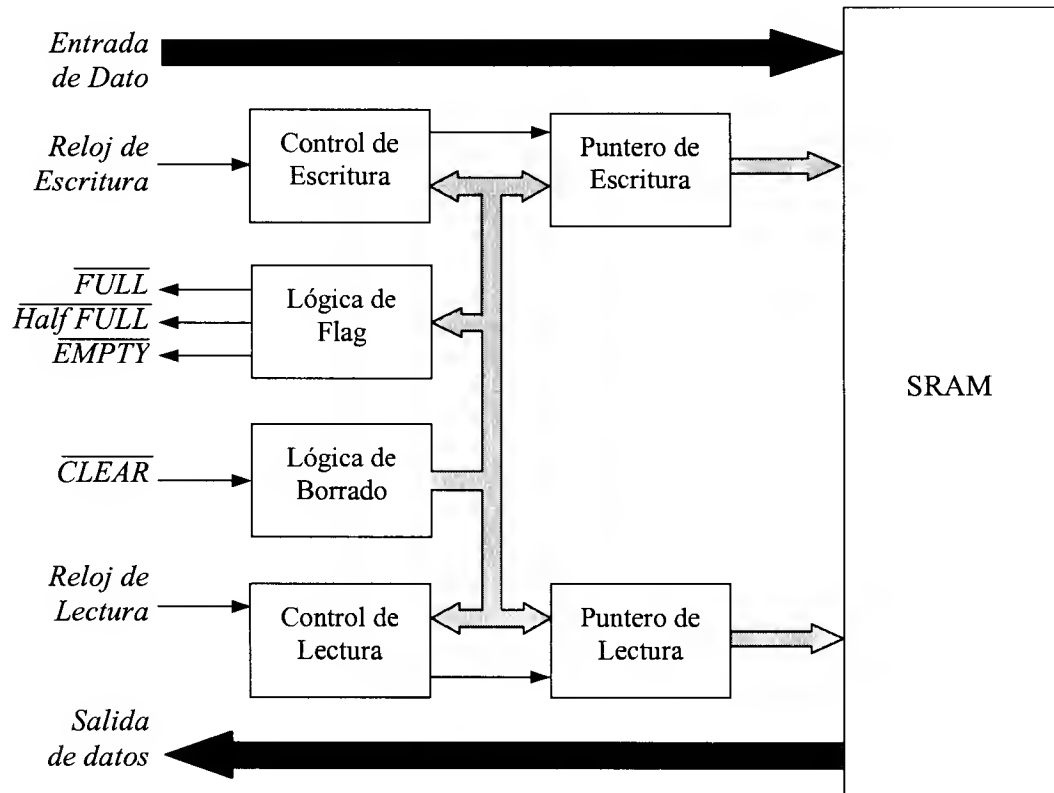 Entrada
de Dato
Reloj de
Escritura
Control de
Escritura
Puntero de
Escritura
FULL
Half FULL
EMPTY
Lógica de
Flag
SRAM
CLEAR
Lógica de
Borrado
Reloj de
Lectura
Control de
Lectura
Puntero de
Lectura
Salida
de datos